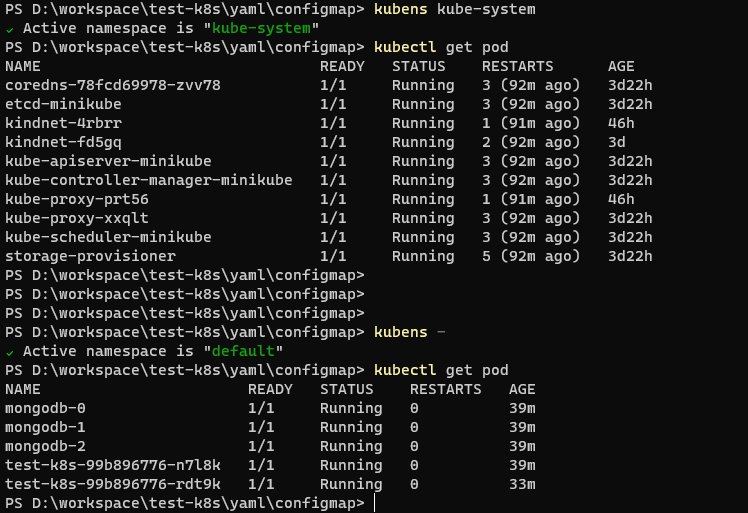 PS D:\workspace\test-k8s\yaml\configmap> kubens kube-system
✓ Active namespace is "kube-system"
PS D:\workspace\test-k8s\yaml\configmap> kubectl get pod
NAME READY STATUS RESTARTS AGE
coredns-78fcd69978-zvv78 1/1 Running 3 (92m ago) 3d22h
etcd-minikube 1/1 Running 3 (92m ago) 3d22h
kindnet-4rbrr 1/1 Running 1 (91m ago) 46h
kindnet-fd5gq 1/1 Running 2 (92m ago) 3d
kube-apiserver-minikube 1/1 Running 3 (92m ago) 3d22h
kube-controller-manager-minikube 1/1 Running 3 (92m ago) 3d22h
kube-proxy-prt56 1/1 Running 1 (91m ago) 46h
kube-proxy-xxqlt 1/1 Running 3 (92m ago) 3d22h
kube-scheduler-minikube 1/1 Running 3 (92m ago) 3d22h
storage-provisioner 1/1 Running 5 (92m ago) 3d22h
PS D:\workspace\test-k8s\yaml\configmap>
PS D:\workspace\test-k8s\yaml\configmap>
PS D:\workspace\test-k8s\yaml\configmap>
PS D:\workspace\test-k8s\yaml\configmap> kubens -
✓ Active namespace is "default"
PS D:\workspace\test-k8s\yaml\configmap> kubectl get pod
NAME READY STATUS RESTARTS AGE
mongodb-0 1/1 Running 0 39m
mongodb-1 1/1 Running 0 39m
mongodb-2 1/1 Running 0 39m
test-k8s-99b896776-n7l8k 1/1 Running 0 39m
test-k8s-99b896776-rdt9k 1/1 Running 0 33m
PS D:\workspace\test-k8s\yaml\configmap>